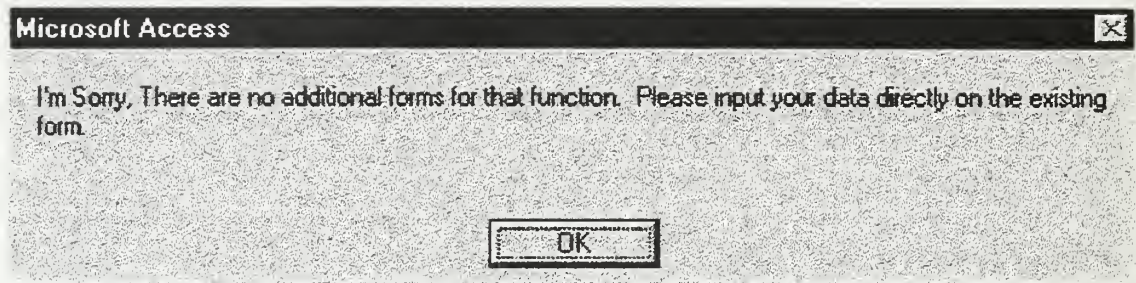 Microsoft Access
I'm Sorry, There are no additional forms for that function. Please input your data directly on the existing
form.
OK